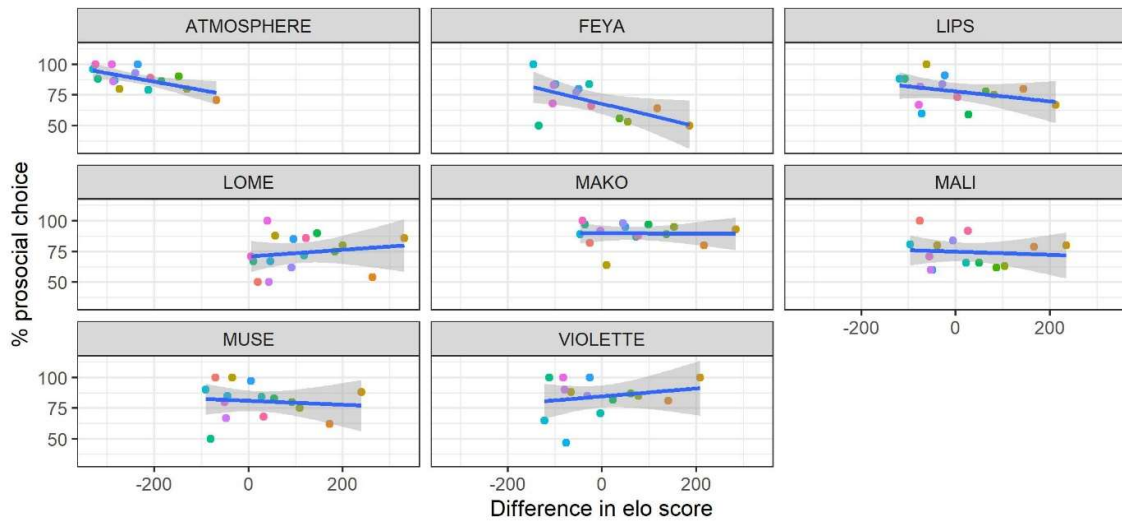 ATMOSPHERE FEYA LIPS
100
75
50
LOME MAKO MALI
100
75
50
-200 0 200
MUSE VIOLETTE
100
75
50
-200 0 200 -200 0 200
% prosocial choice
Difference in elo score